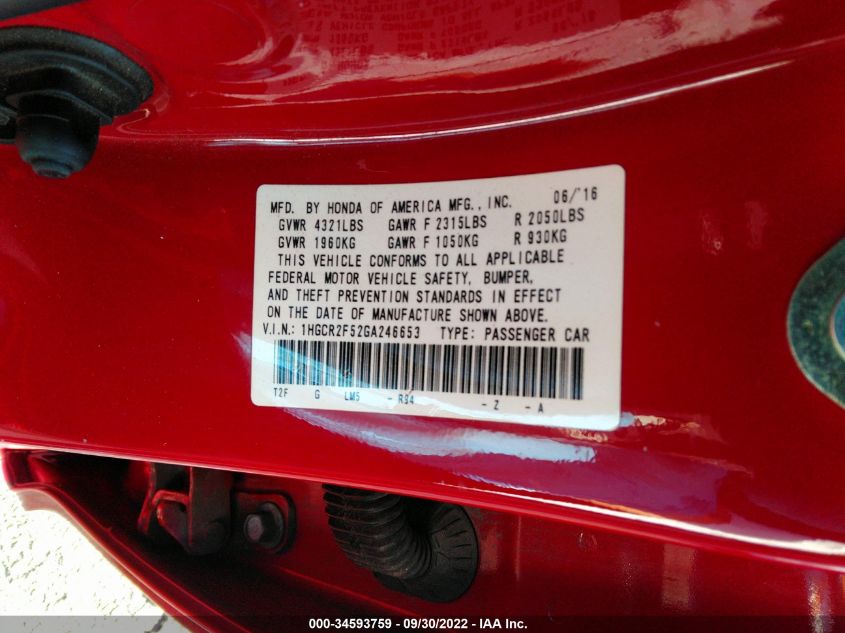 MFD. BY HONDA OF AMERICA MFG., INC. 06/'16
GVWR 4321LBS GAWR F 2315LBS R 2050LBS
GVWR 1960KG GAWR F 1050KG R 930KG
THIS VEHICLE CONFORMS TO ALL APPLICABLE
FEDERAL MOTOR VEHICLE SAFETY, BUMPER,
AND THEFT PREVENTION STANDARDS IN EFFECT
ON THE DATE OF MANUFACTURE SHOWN ABOVE.
V.I.N.: 1HGCR2F52GA246653 TYPE: PASSENGER CAR
T2F G LM5 - R94 - Z - A
000-34593759 - 09/30/2022 - IAA Inc.